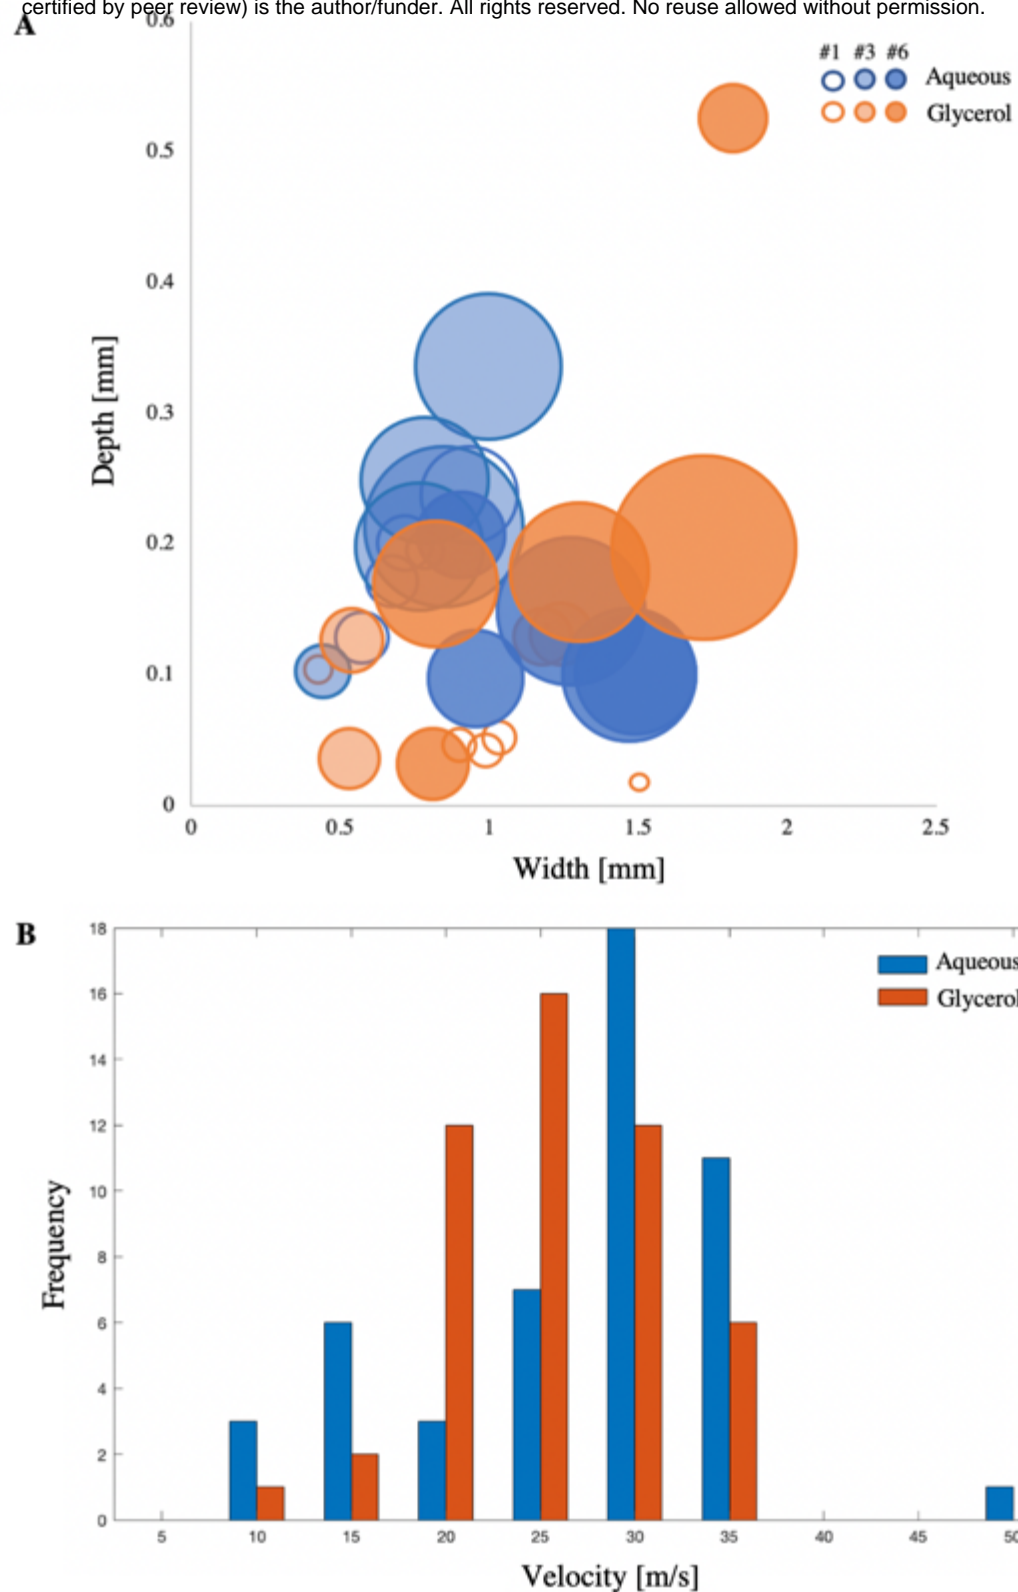 certified by peer review) is the author/funder. All rights reserved. No reuse allowed without permission.
A
0.6
#1 #3 #6
Aqueous
Glycerol
0.5
0.4
0.3
0.2
0.1
0
Depth [mm]
0 0.5 1 1.5 2 2.5
Width [mm]
B
18
Aqueous
Glycerol
16
14
12
10
8
6
4
2
0
Frequency
5 10 15 20 25 30 35 40 45 50
Velocity [m/s]